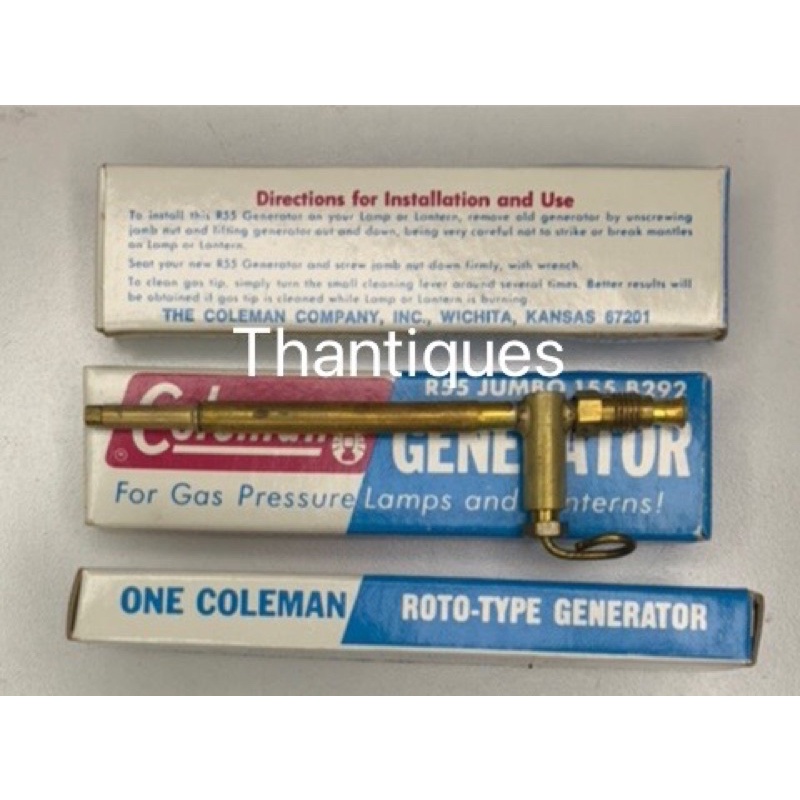 Directions for Installation and Use
To install this R55 Generator on your Lamp or Lantern, remove old generator by unscrewing
jamb nut and lifting generator out and down, being very careful not to strike or break mantles
on Lamp or Lantern.
Seat your new R55 Generator and screw jamb nut down firmly, with wrench.
To clean gas tip, simply turn the small cleaning lever around several times. Better results will
be obtained if gas tip is cleaned while Lamp or Lantern is burning.
THE COLEMAN COMPANY, INC., WICHITA, KANSAS 67201
Thantiques
R55 JUMBO 155 B292
Coleman
GENE ATOR
For Gas Pressure Lamps and nterns!
ONE COLEMAN ROTO-TYPE GENERATOR